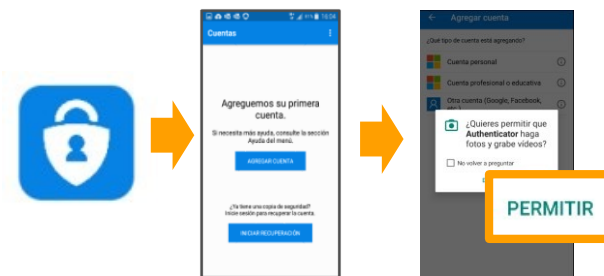 16:04
Cuentas
Agreguemos su primera
cuenta.
Si necesita más ayuda, consulte la sección
Ayuda del menú.
AGREGAR CUENTA
¿Ya tiene una copia de seguridad?
Inicie sesión para recuperar la cuenta.
INICIAR RECUPERACIÓN
Agregar cuenta
¿Qué tipo de cuenta está agregando?
Cuenta personal
Cuenta profesional o educativa
Otra cuenta (Google, Facebook,
etc.)
¿Quieres permitir que
Authenticator haga
fotos y grabe vídeos?
No volver a preguntar
PERMITIR